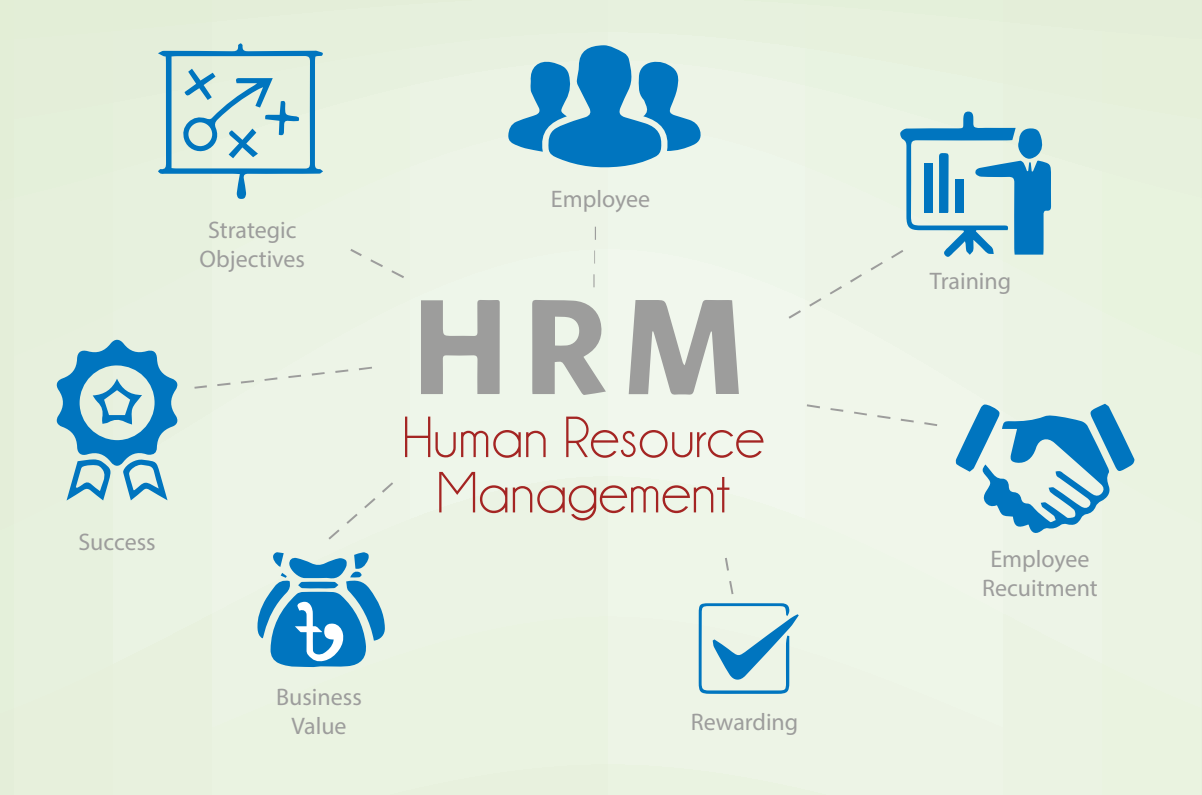 Strategic
Objectives
Employee
Training
HRM
Human Resource
Management
Success
Employee
Recuitment
Business
Value
৳
Rewarding